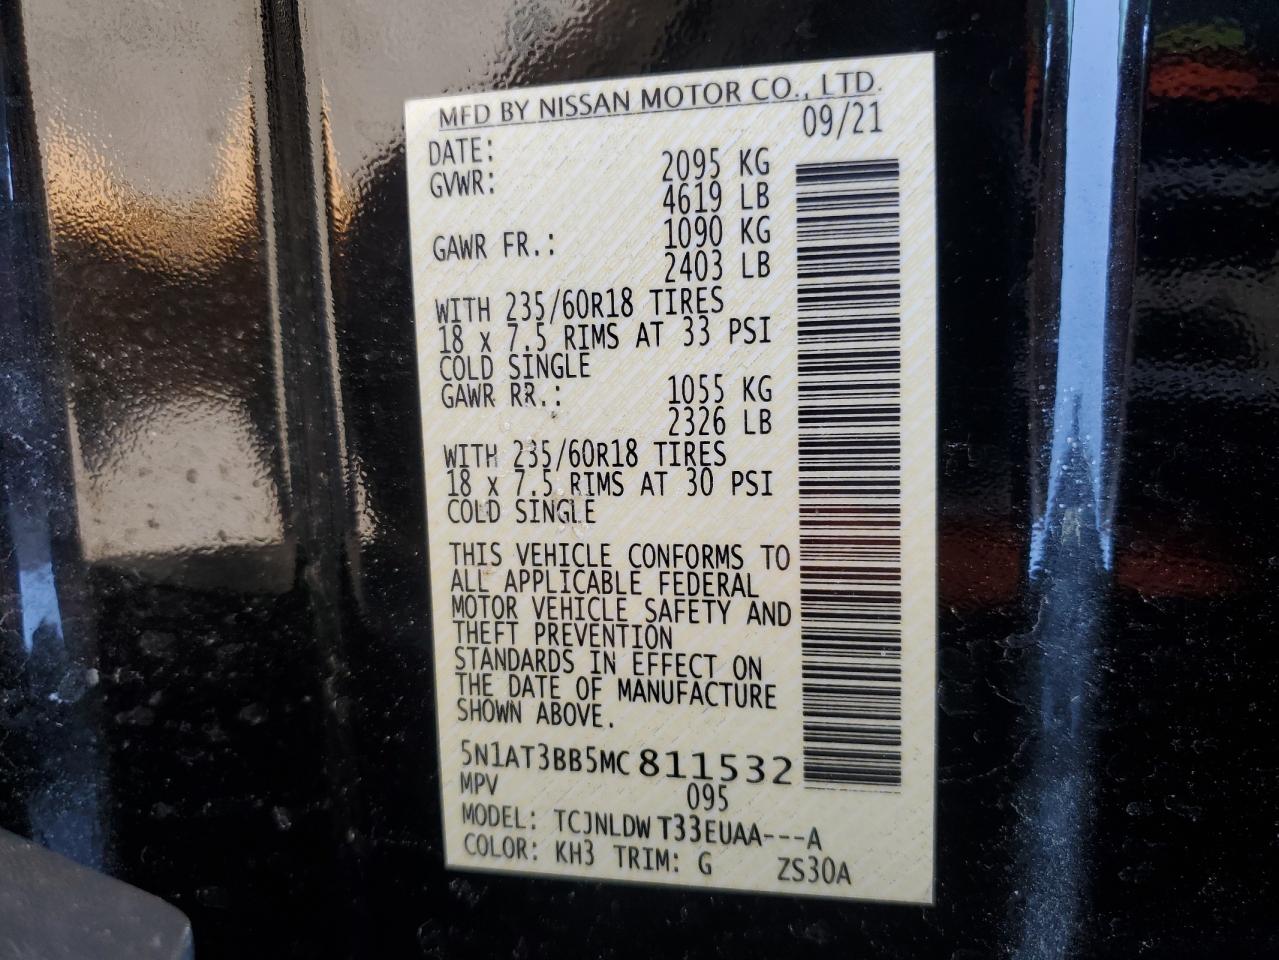 MFD BY NISSAN MOTOR CO., LTD.
DATE: 09/21
GVWR: 2095 KG
4619 LB
GAWR FR.: 1090 KG
2403 LB
WITH 235/60R18 TIRES
18 x 7.5 RIMS AT 33 PSI
COLD SINGLE
GAWR RR.: 1055 KG
2326 LB
WITH 235/60R18 TIRES
18 x 7.5 RIMS AT 30 PSI
COLD SINGLE
THIS VEHICLE CONFORMS TO
ALL APPLICABLE FEDERAL
MOTOR VEHICLE SAFETY AND
THEFT PREVENTION
STANDARDS IN EFFECT ON
THE DATE OF MANUFACTURE
SHOWN ABOVE.
5N1AT3BB5MC811532
MPV 095
MODEL: TCJNLDW T33EUAA---A
COLOR: KH3 TRIM: G ZS30A